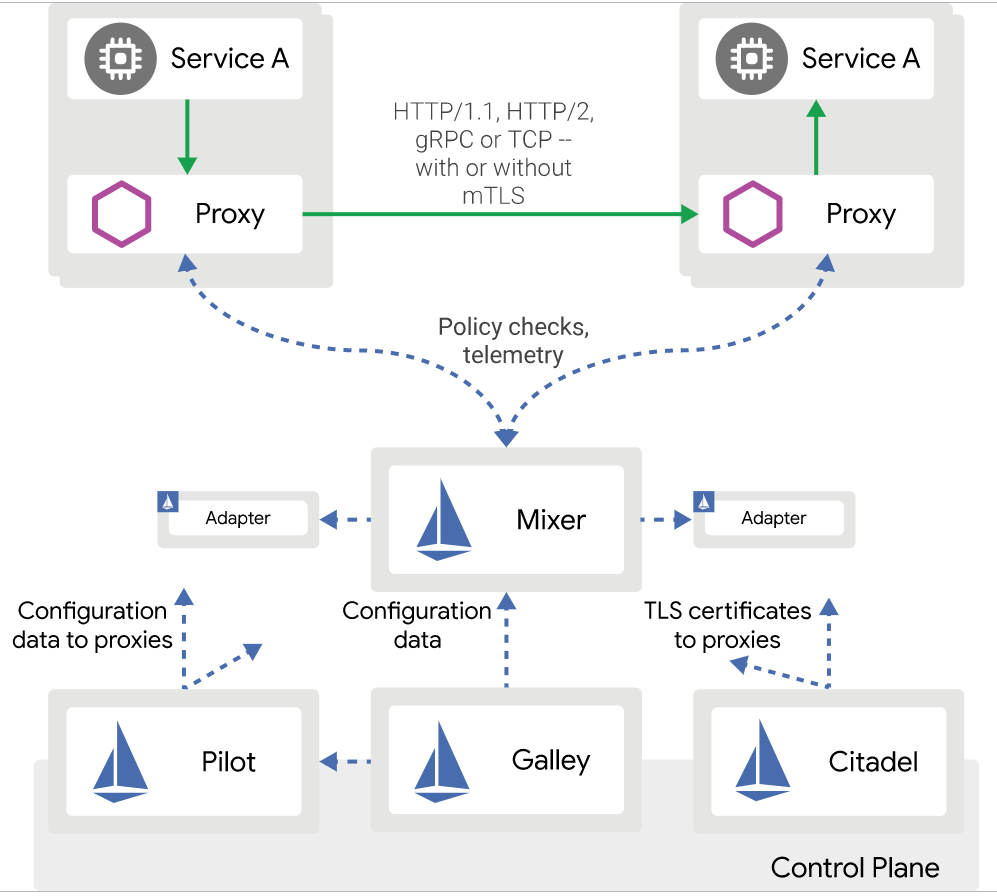 Service A
Service A
HTTP/1.1, HTTP/2,
gRPC or TCP --
with or without
mTLS
Proxy
Proxy
Policy checks,
telemetry
Mixer
Adapter
Adapter
Configuration
data to proxies
Configuration
data
TLS certificates
to proxies
Pilot
Galley
Citadel
Control Plane